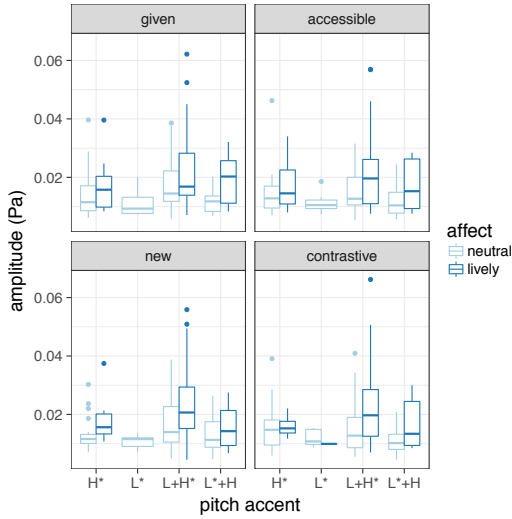 given accessible
0.06
0.04
0.02
amplitude (Pa)
affect
neutral
lively
new contrastive
0.06
0.04
0.02
H* L* L+H* L*+H H* L* L+H* L*+H
pitch accent